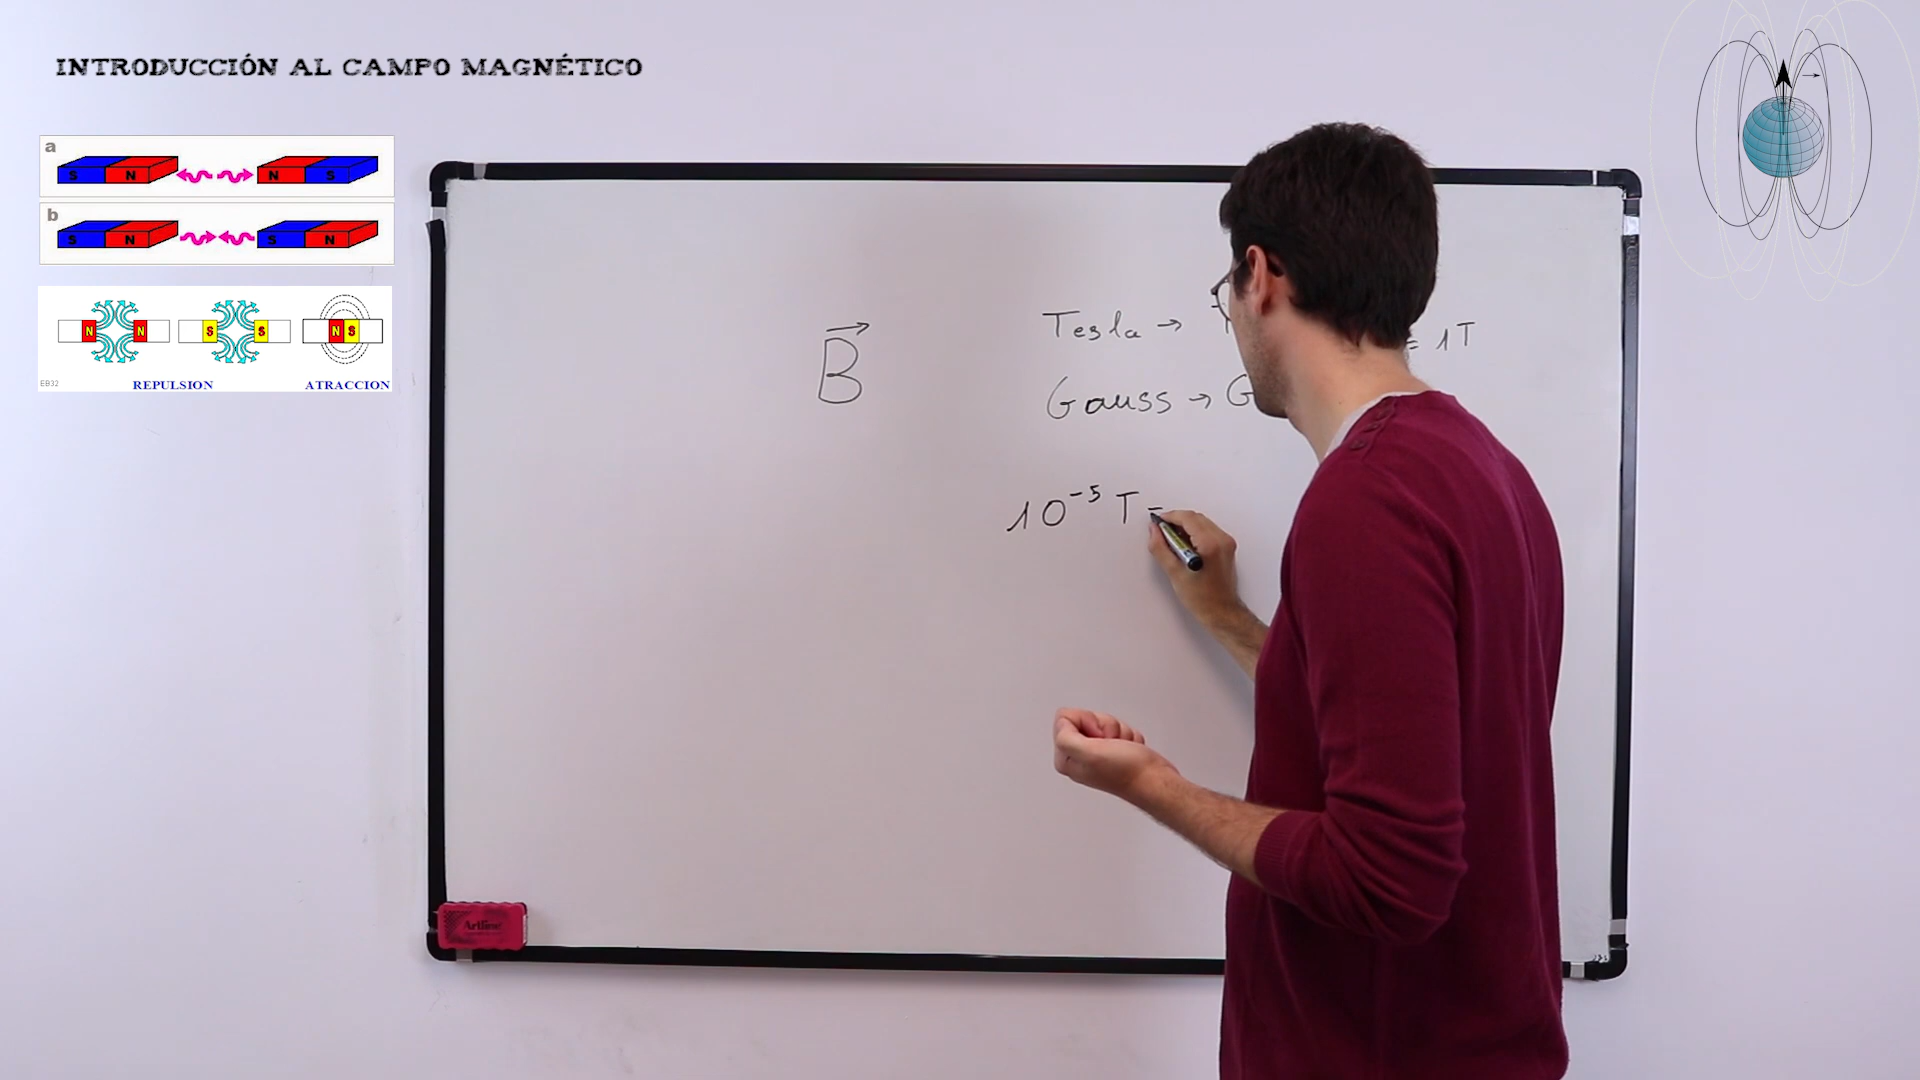 INTRODUCCIÓN AL CAMPO MAGNÉTICO
a
S N N S
b
S N S N
N N S S N S
EB32 REPULSION ATRACCION
B
Tesla →
= 1T
Gauss → G
10⁻⁵ T =
Artline